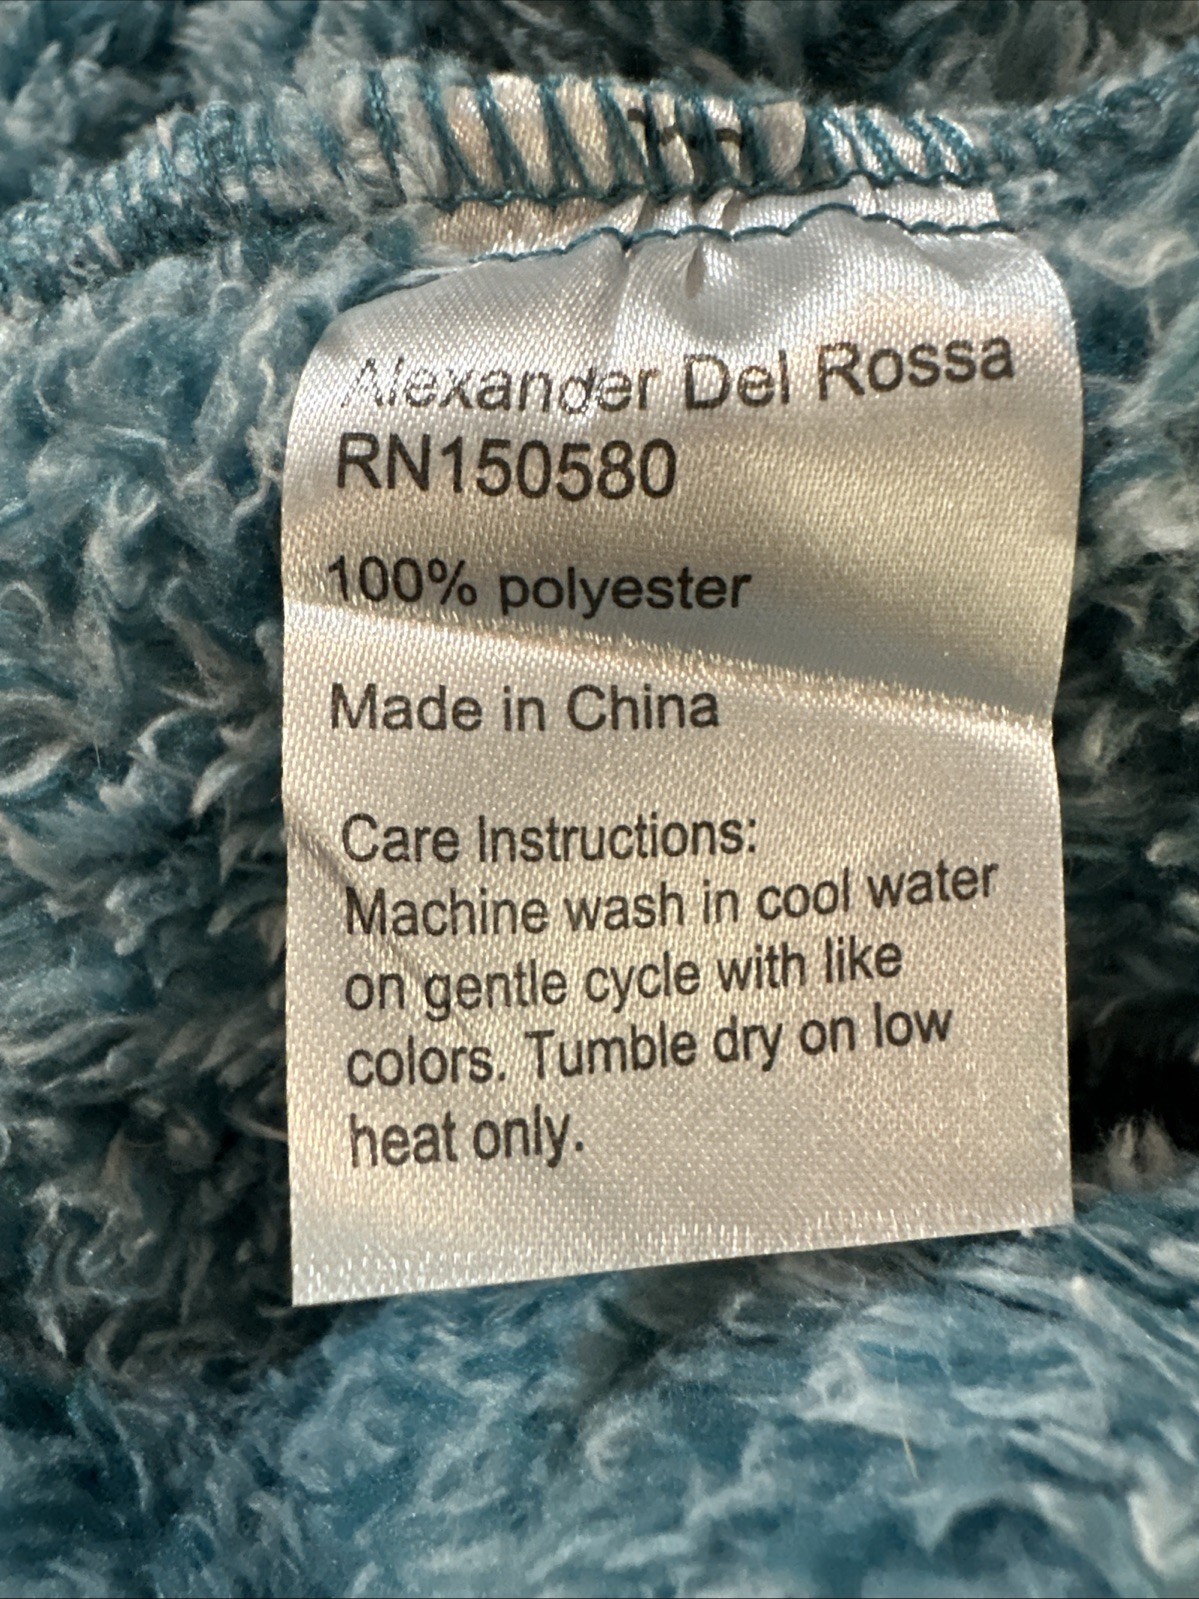 Alexander Del Rossa
RN150580
100% polyester
Made in China
Care Instructions:
Machine wash in cool water
on gentle cycle with like
colors. Tumble dry on low
heat only.